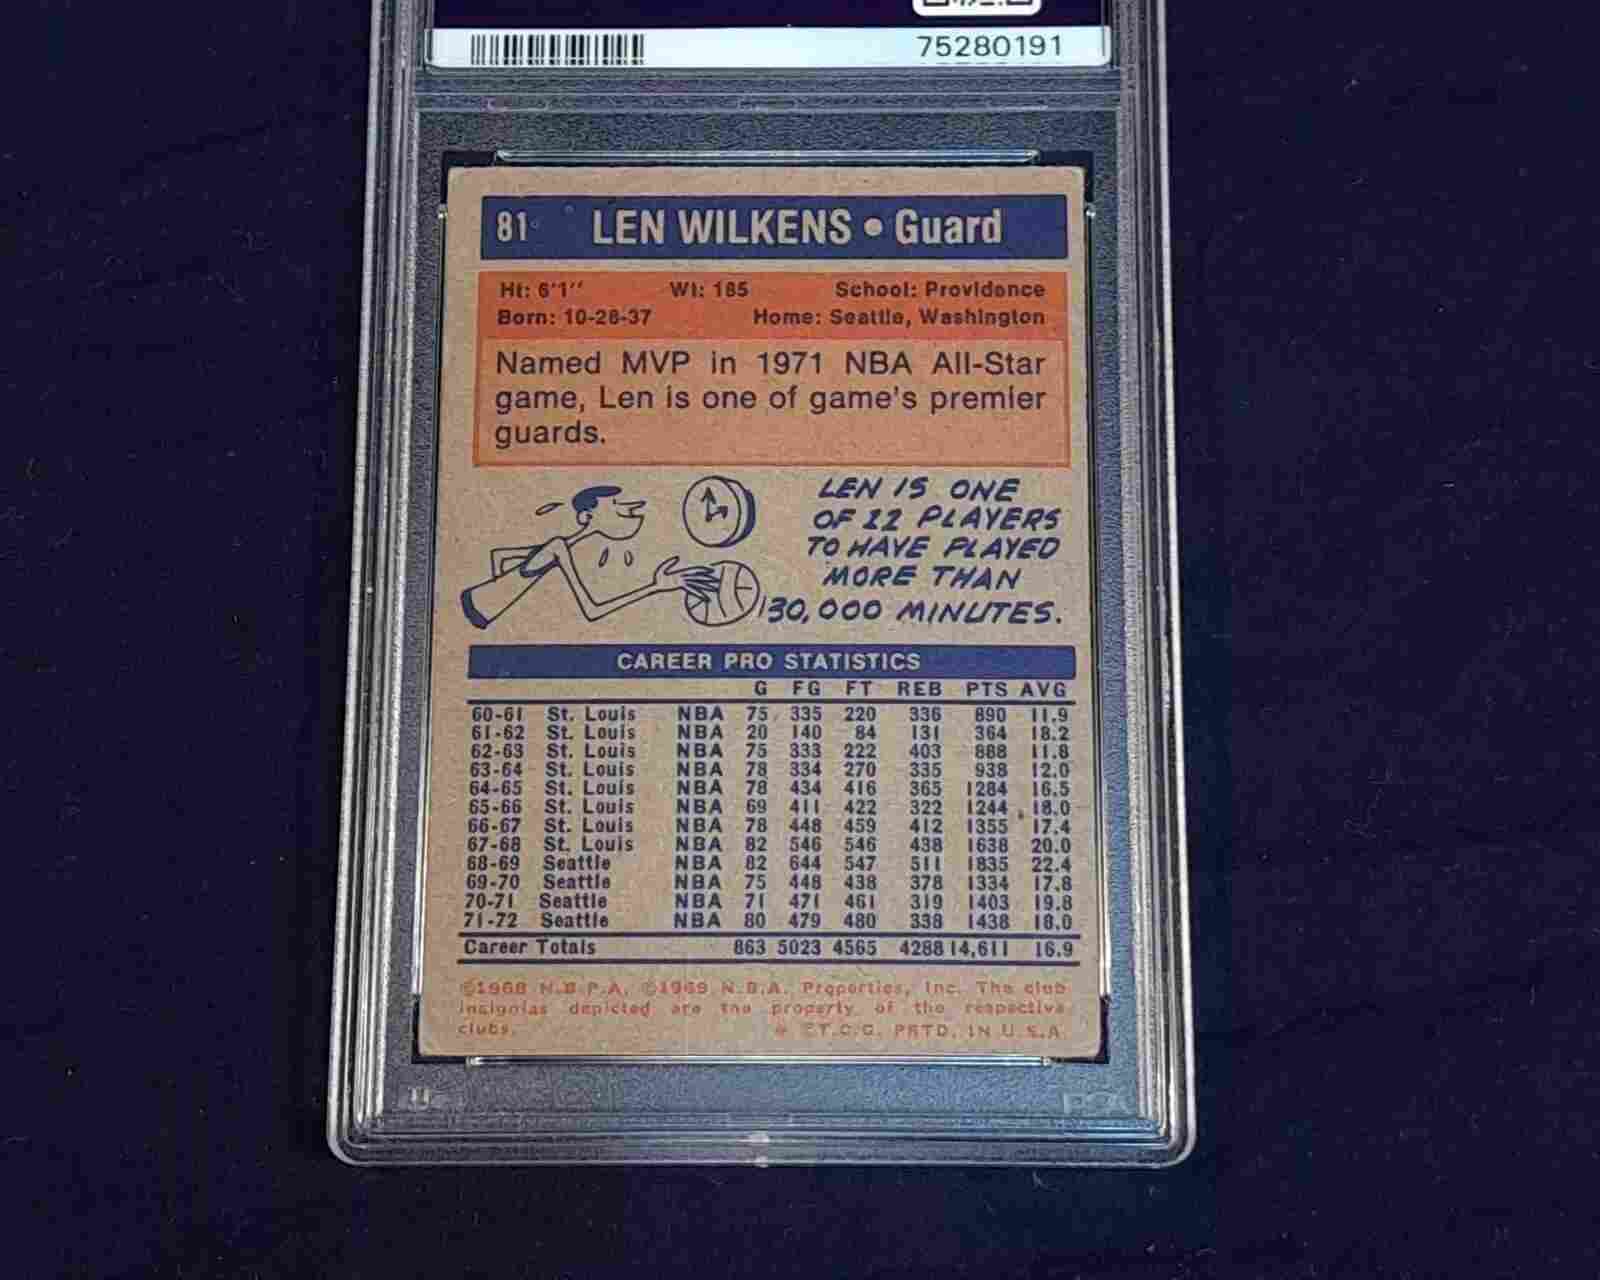 75280191
81 LEN WILKENS • Guard
Ht: 6'1'' Wt: 185 School: Providence
Born: 10-28-37 Home: Seattle, Washington
Named MVP in 1971 NBA All-Star
game, Len is one of game's premier
guards.
LEN IS ONE
OF 12 PLAYERS
TO HAVE PLAYED
MORE THAN
30,000 MINUTES.
CAREER PRO STATISTICS
G FG FT REB PTS AVG
60-61 St. Louis NBA 75 335 220 336 890 11.9
61-62 St. Louis NBA 20 140 84 131 364 18.2
62-63 St. Louis NBA 75 333 222 403 888 11.8
63-64 St. Louis NBA 78 334 270 335 938 12.0
64-65 St. Louis NBA 78 434 416 365 1284 16.5
65-66 St. Louis NBA 69 411 422 322 1244 18.0
66-67 St. Louis NBA 78 448 459 412 1355 17.4
67-68 St. Louis NBA 82 546 546 438 1638 20.0
68-69 Seattle NBA 82 644 547 511 1835 22.4
69-70 Seattle NBA 75 448 438 378 1334 17.8
70-71 Seattle NBA 71 471 461 319 1403 19.8
71-72 Seattle NBA 80 479 480 338 1438 18.0
Career Totals 863 5023 4565 4288 14,611 16.9
©1968 N.B.P.A. ©1969 N.B.A. Properties, Inc. The club
insignias depicted are the property of the respective
clubs. © T.C.G. PRTD. IN U.S.A.